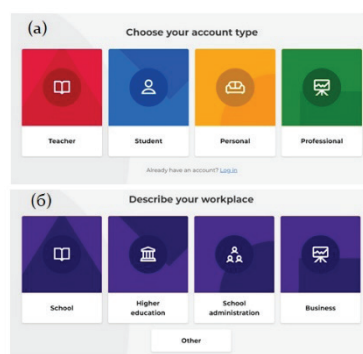 (а)
Choose your account type
Teacher Student Personal Professional
Already have an account? Log in
(б)
Describe your workplace
School Higher education School administration Business
Other